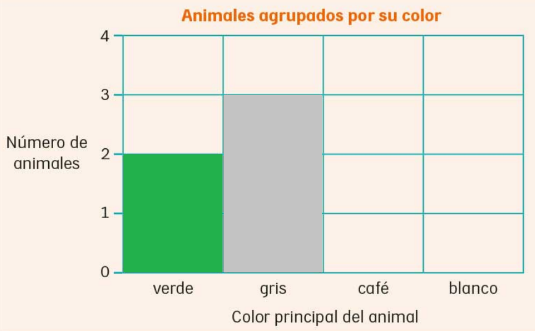 Animales agrupados por su color
4
3
Número de
animales
2
1
0
verde gris café blanco
Color principal del animal